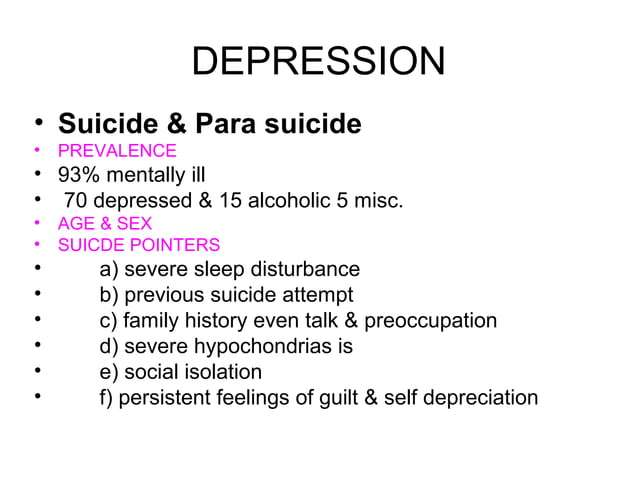 DEPRESSION
• Suicide & Para suicide
• PREVALENCE
• 93% mentally ill
• 70 depressed & 15 alcoholic 5 misc.
• AGE & SEX
• SUICDE POINTERS
• a) severe sleep disturbance
• b) previous suicide attempt
• c) family history even talk & preoccupation
• d) severe hypochondrias is
• e) social isolation
• f) persistent feelings of guilt & self depreciation